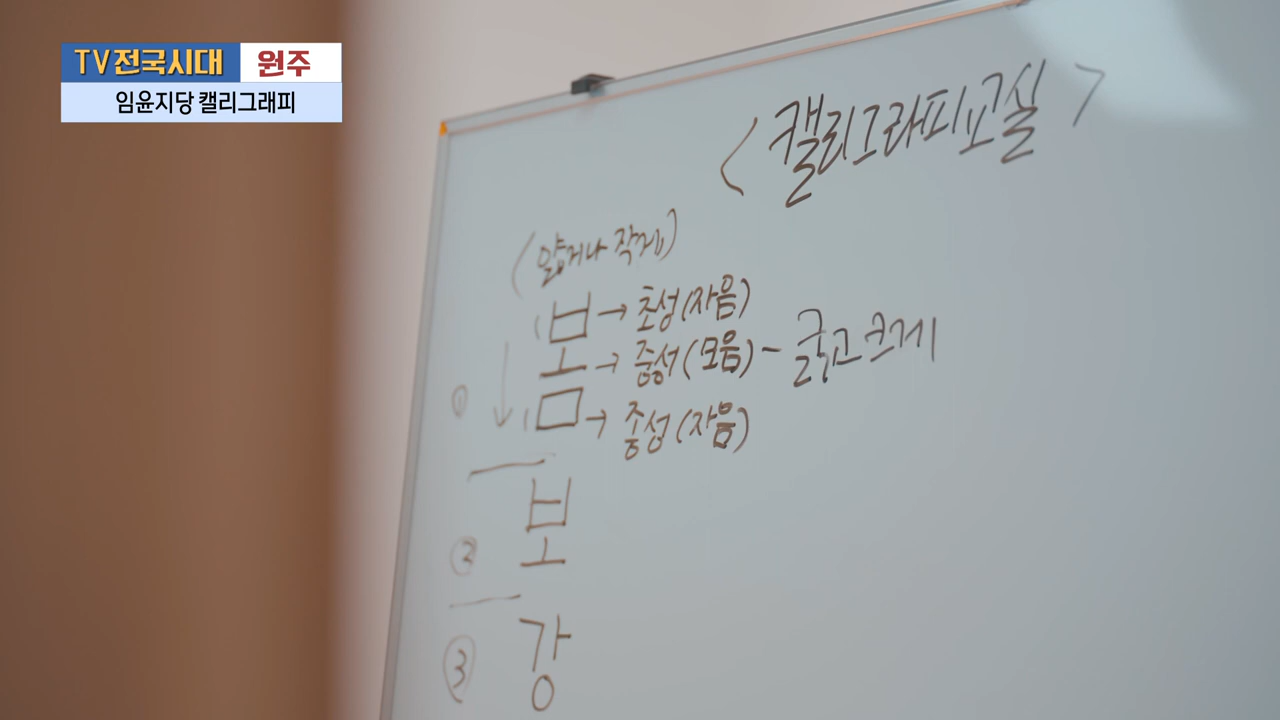 TV전국시대 원주
임윤지당 캘리그래피
<캘리그라피교실>
(얇거나 작게)
① 봄 → 초성(자음)
→ 중성(모음) - 굵고 크게
→ 종성(자음)
② 보
③ 강